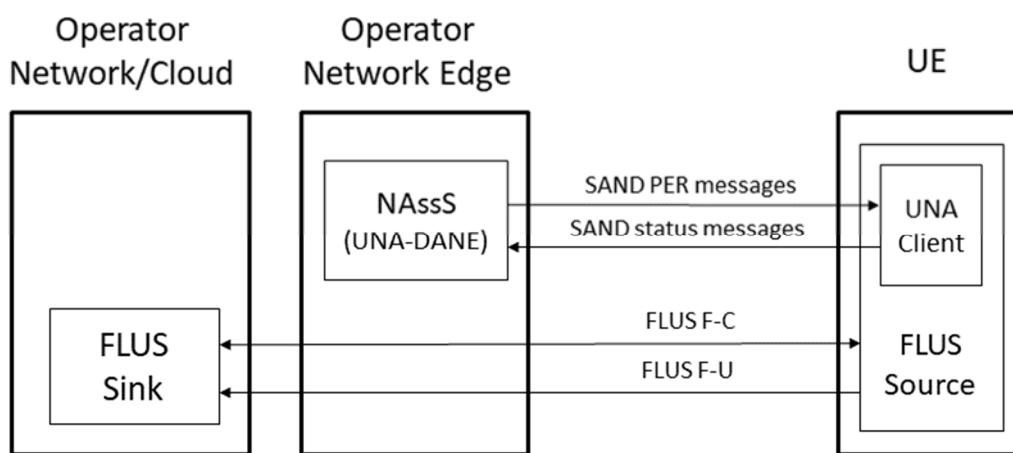 Operator
Network/Cloud
Operator
Network Edge
UE
NAssS
(UNA-DANE)
SAND PER messages
SAND status messages
UNA
Client
FLUS
Sink
FLUS F-C
FLUS F-U
FLUS
Source